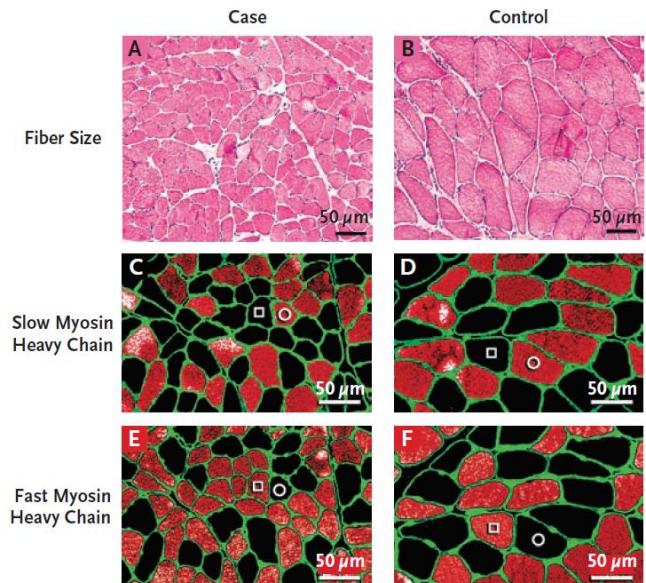 Case Control
A B
Fiber Size
50 µm 50 µm
C D
Slow Myosin
Heavy Chain
50 µm 50 µm
E F
Fast Myosin
Heavy Chain
50 µm 50 µm